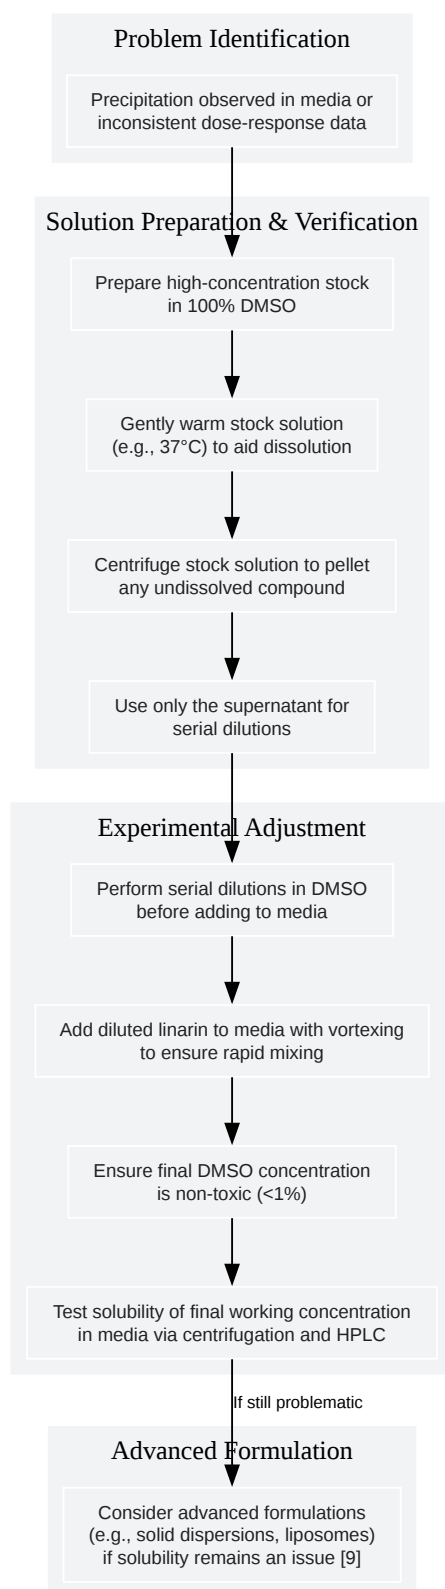 Problem Identification
Precipitation observed in media or
inconsistent dose-response data
Solution Preparation & Verification
Prepare high-concentration stock
in 100% DMSO
Gently warm stock solution
(e.g., 37°C) to aid dissolution
Centrifuge stock solution to pellet
any undissolved compound
Use only the supernatant for
serial dilutions
Experimental Adjustment
Perform serial dilutions in DMSO
before adding to media
Add diluted linarin to media with vortexing
to ensure rapid mixing
Ensure final DMSO concentration
is non-toxic (<1%)
Test solubility of final working concentration
in media via centrifugation and HPLC
If still problematic
Advanced Formulation
Consider advanced formulations
(e.g., solid dispersions, liposomes)
if solubility remains an issue [9]